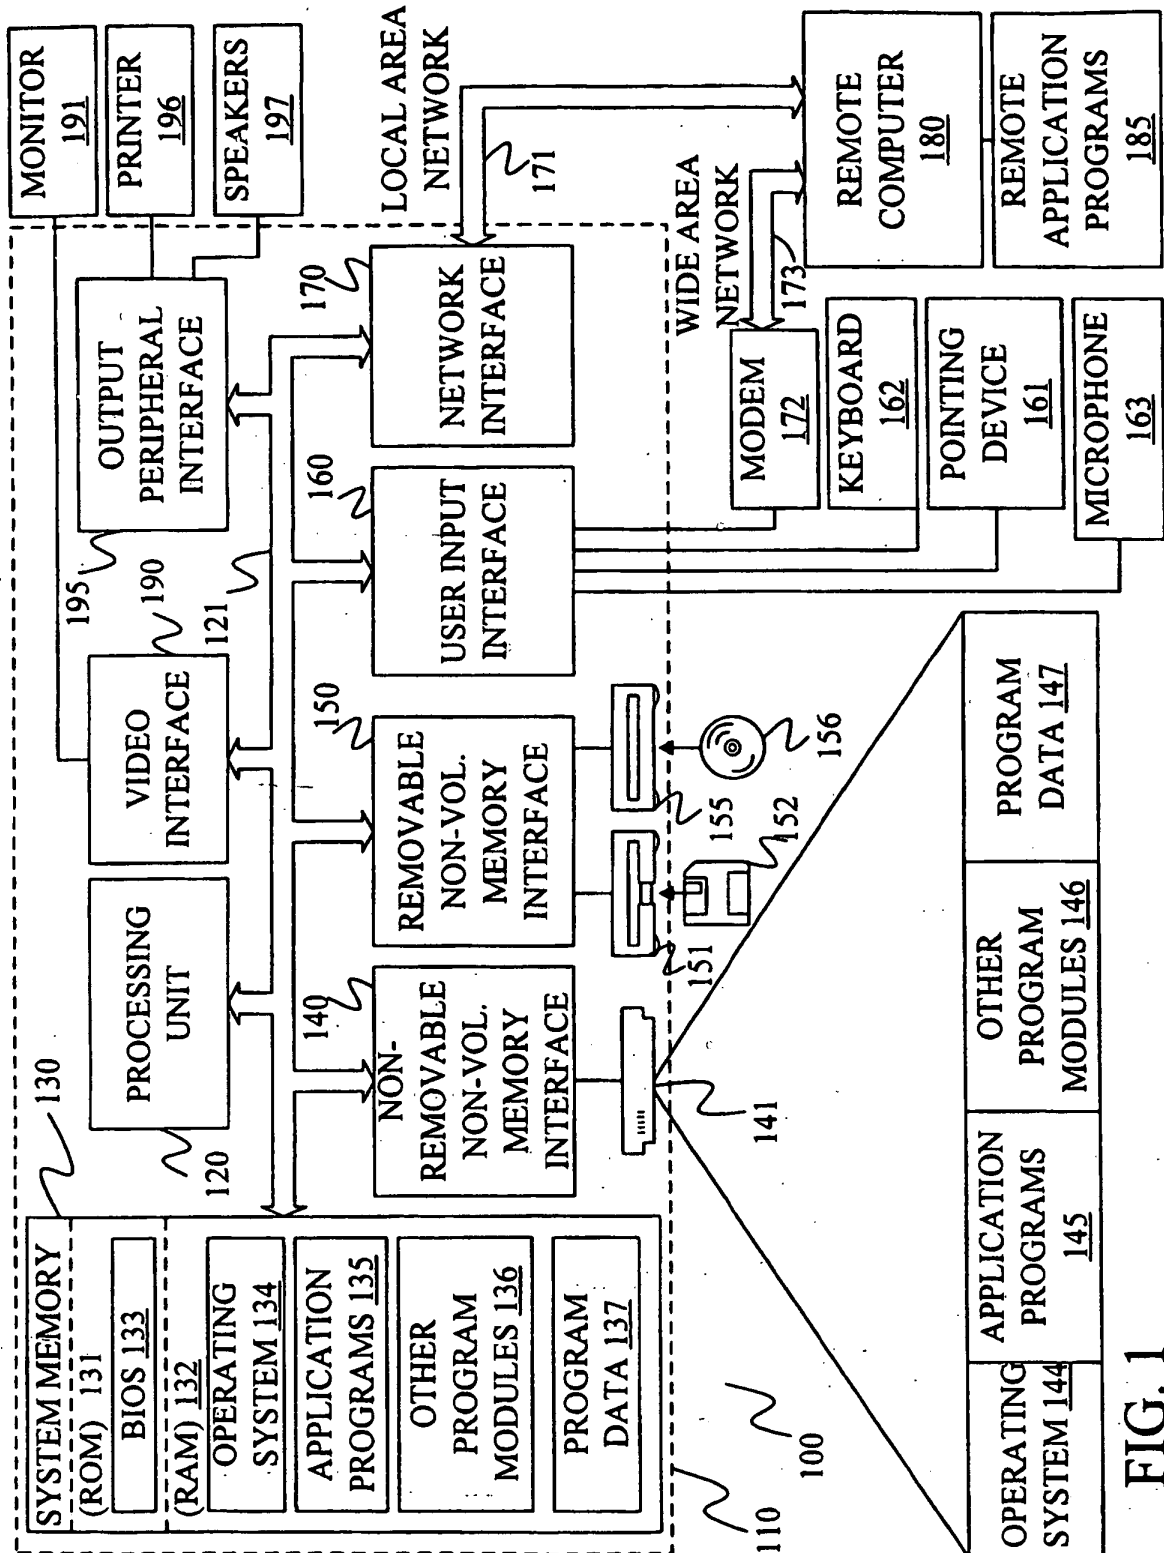 SYSTEM MEMORY
(ROM) 131
BIOS 133
(RAM) 132
OPERATING
SYSTEM 134
APPLICATION
PROGRAMS 135
OTHER
PROGRAM
MODULES 136
PROGRAM
DATA 137
130
120
PROCESSING
UNIT
VIDEO
INTERFACE
190
195
OUTPUT
PERIPHERAL
INTERFACE
121
MONITOR
191
PRINTER
196
SPEAKERS
197
140
NON-
REMOVABLE
NON-VOL.
MEMORY
INTERFACE
150
REMOVABLE
NON-VOL.
MEMORY
INTERFACE
160
USER INPUT
INTERFACE
170
NETWORK
INTERFACE
LOCAL AREA
NETWORK
171
WIDE AREA
NETWORK
173
141
151
152
155
156
MODEM
172
KEYBOARD
162
POINTING
DEVICE
161
MICROPHONE
163
REMOTE
COMPUTER
180
REMOTE
APPLICATION
PROGRAMS
185
110
100
OPERATING
SYSTEM 144
APPLICATION
PROGRAMS
145
OTHER
PROGRAM
MODULES 146
PROGRAM
DATA 147
FIG. 1